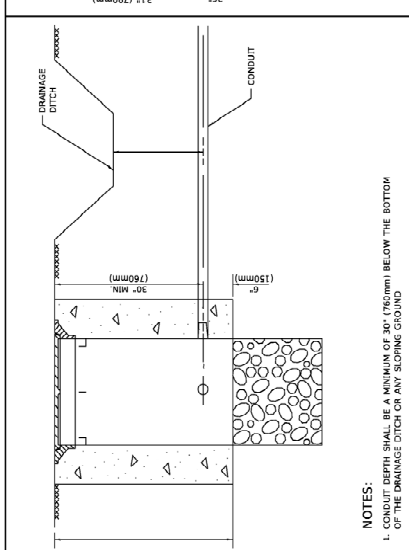 DRAINAGE
DITCH
CONDUIT
30" MIN.
(760mm)
6"
(150mm)
NOTES:
1. CONDUIT DEPTH SHALL BE A MINIMUM OF 30" (760mm) BELOW THE BOTTOM
OF THE DRAINAGE DITCH OR ANY SLOPING GROUND